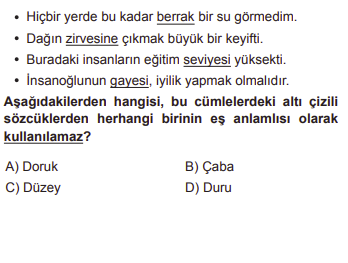 • Hiçbir yerde bu kadar berrak bir su görmedim.
• Dağın zirvesine çıkmak büyük bir keyifti.
• Buradaki insanların eğitim seviyesi yüksekti.
• İnsanoğlunun gayesi, iyilik yapmak olmalıdır.
Aşağıdakilerden hangisi, bu cümlelerdeki altı çizili
sözcüklerden herhangi birinin eş anlamlısı olarak
kullanılamaz?
A) Doruk B) Çaba
C) Düzey D) Duru